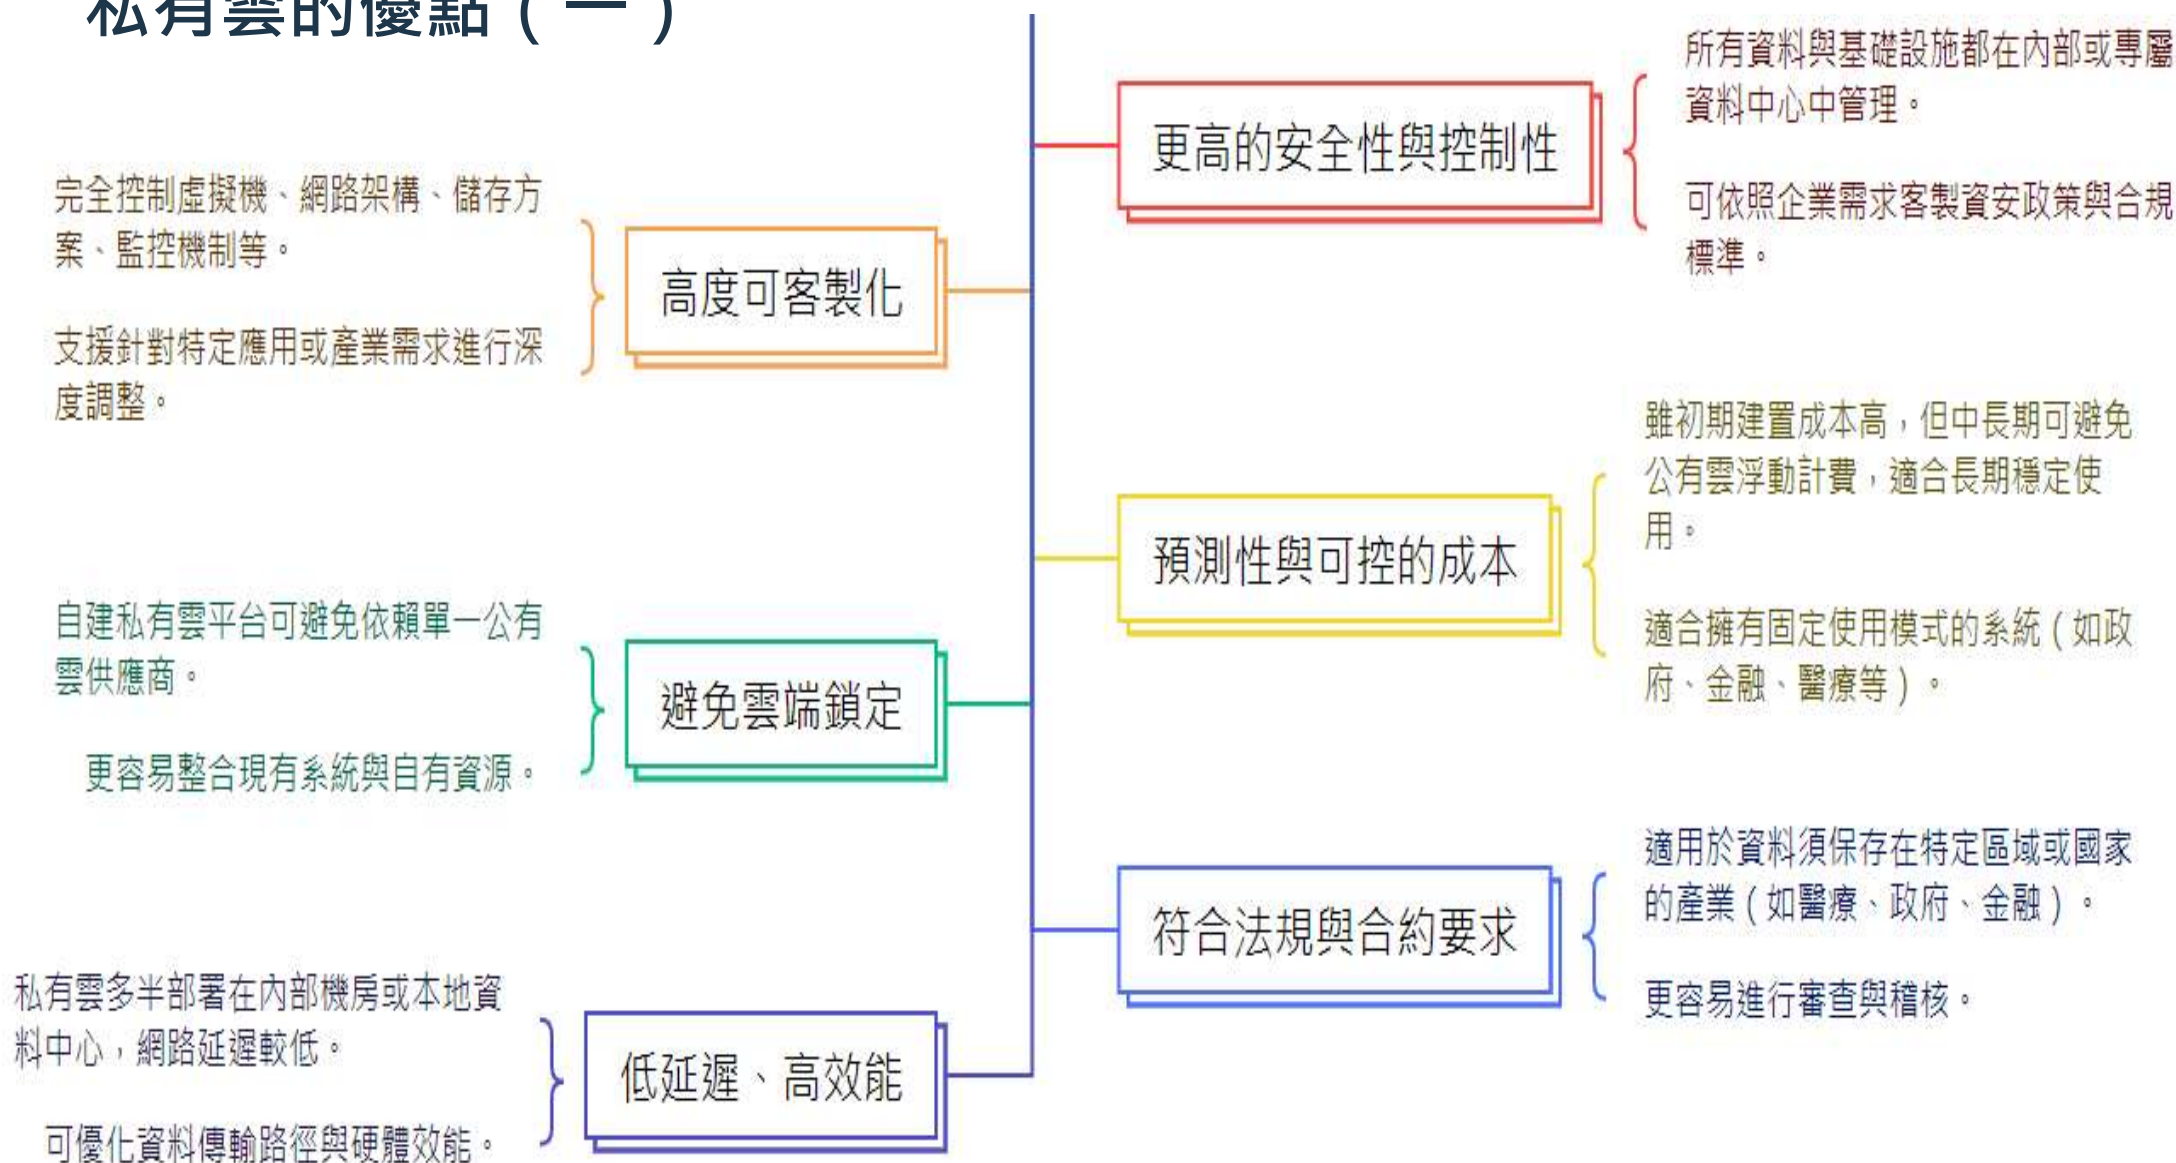 私有雲的優點（一）
更高的安全性與控制性
所有資料與基礎設施都在內部或專屬
資料中心中管理。
可依照企業需求客製資安政策與合規
標準。
高度可客製化
完全控制虛擬機、網路架構、儲存方
案、監控機制等。
支援針對特定應用或產業需求進行深
度調整。
預測性與可控的成本
雖初期建置成本高，但中長期可避免
公有雲浮動計費，適合長期穩定使
用。
適合擁有固定使用模式的系統（如政
府、金融、醫療等）。
避免雲端鎖定
自建私有雲平台可避免依賴單一公有
雲供應商。
更容易整合現有系統與自有資源。
符合法規與合約要求
適用於資料須保存在特定區域或國家
的產業（如醫療、政府、金融）。
更容易進行審查與稽核。
低延遲、高效能
私有雲多半部署在內部機房或本地資
料中心，網路延遲較低。
可優化資料傳輸路徑與硬體效能。